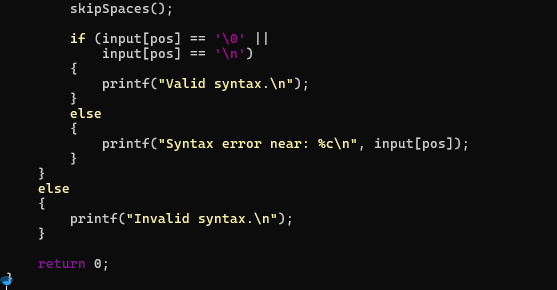 skipSpaces();

        if (input[pos] == '\0' ||
            input[pos] == '\n')
        {
            printf("Valid syntax.\n");
        }
        else
        {
            printf("Syntax error near: %c\n", input[pos]);
        }
    }
    else
    {
        printf("Invalid syntax.\n");
    }

    return 0;
}